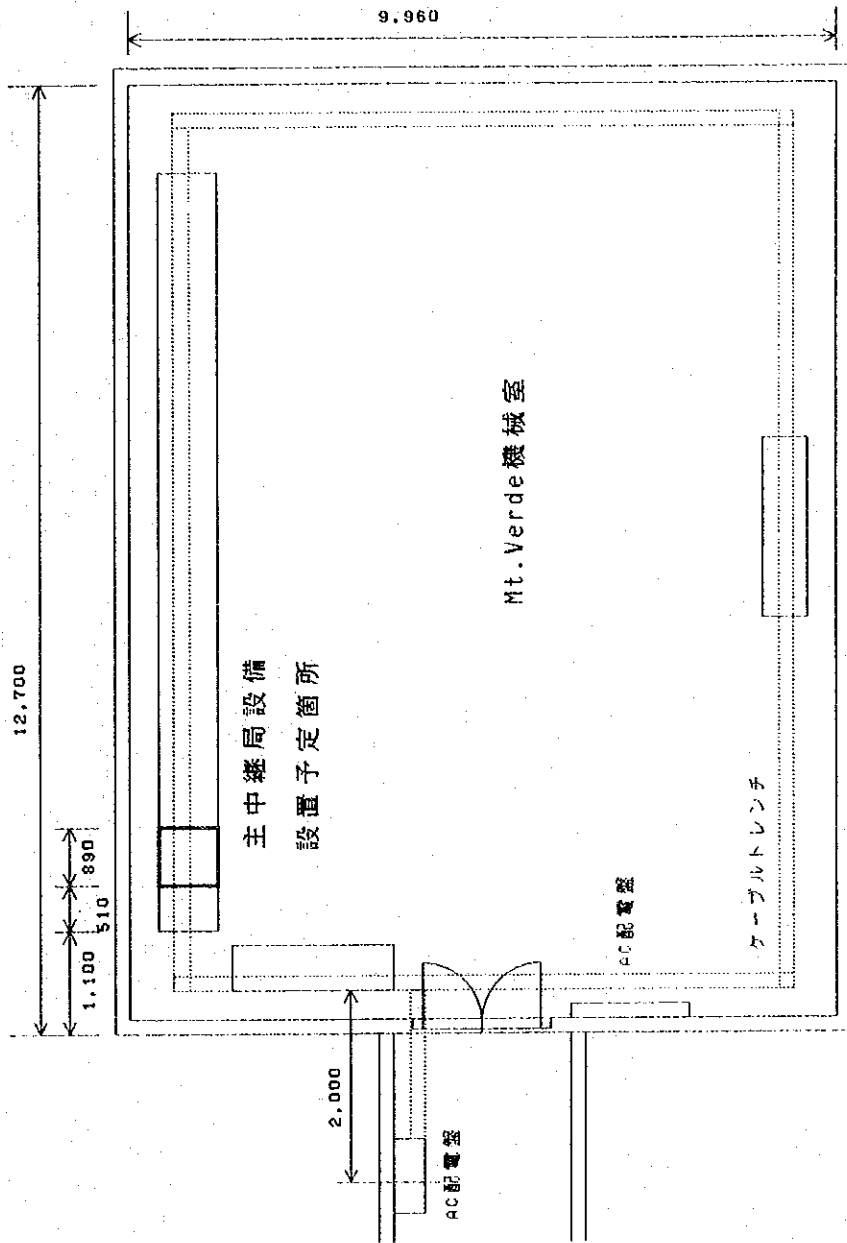 9,960
12,700
890
510
1,100
主中継局設備
設置予定箇所
Mt.Verde機械室
AC配電盤
ケーブルトレンチ
2,000
AC配電盤